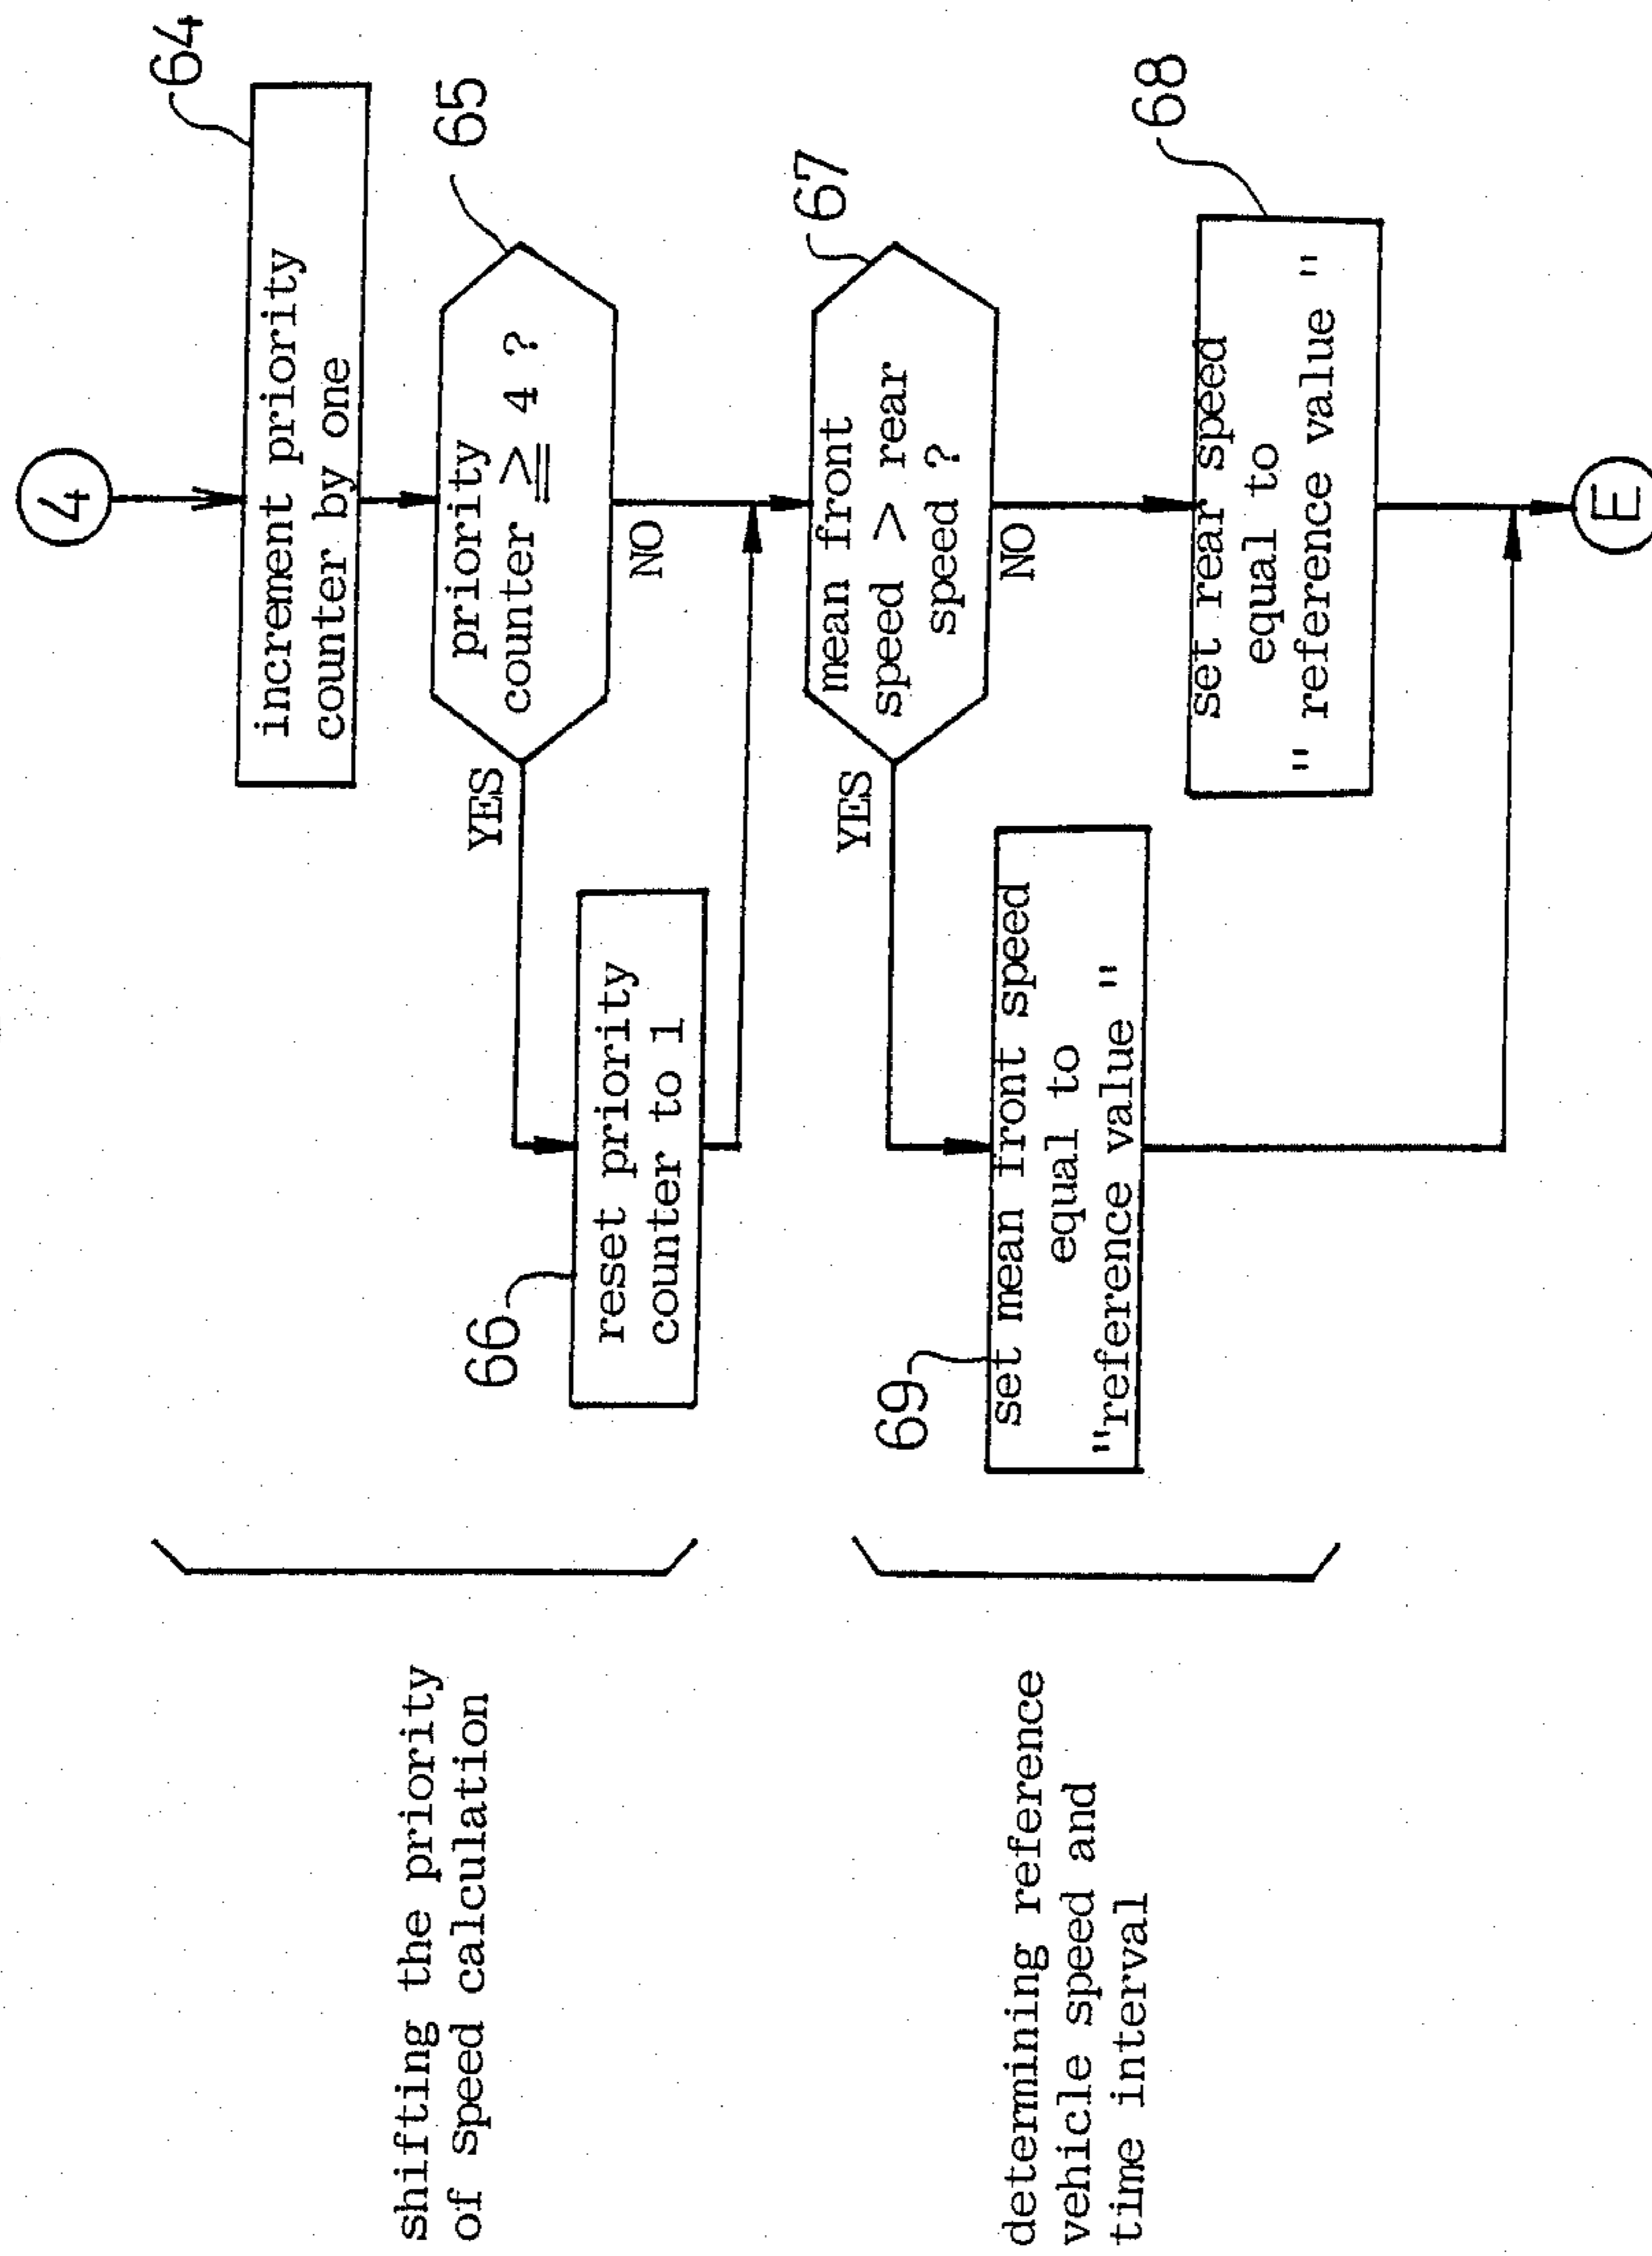 4
64
increment priority
counter by one
65
priority
counter ≧ 4 ?
YES
NO
66
reset priority
counter to 1
shifting the priority
of speed calculation
67
mean front
speed > rear
speed ?
YES
NO
69
set mean front speed
equal to
"reference value "
68
set rear speed
equal to
" reference value "
determining reference
vehicle speed and
time interval
E